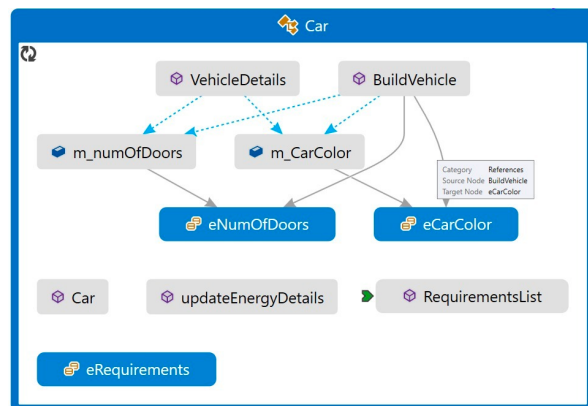 Car
VehicleDetails
BuildVehicle
m_numOfDoors
m_CarColor
Category References
Source Node BuildVehicle
Target Node eCarColor
eNumOfDoors
eCarColor
Car
updateEnergyDetails
RequirementsList
eRequirements